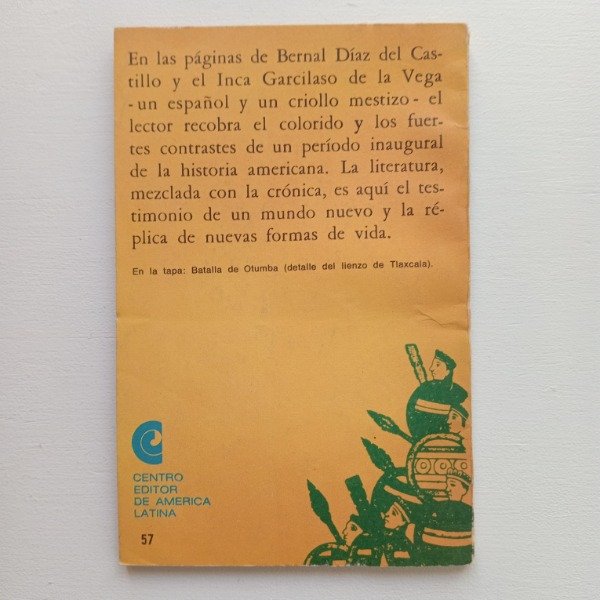 En las páginas de Bernal Díaz del Cas-
tillo y el Inca Garcilaso de la Vega
- un español y un criollo mestizo - el
lector recobra el colorido y los fuer-
tes contrastes de un período inaugural
de la historia americana. La literatura,
mezclada con la crónica, es aquí el tes-
timonio de un mundo nuevo y la ré-
plica de nuevas formas de vida.
En la tapa: Batalla de Otumba (detalle del lienzo de Tlaxcala).
CENTRO
EDITOR
DE AMERICA
LATINA
57